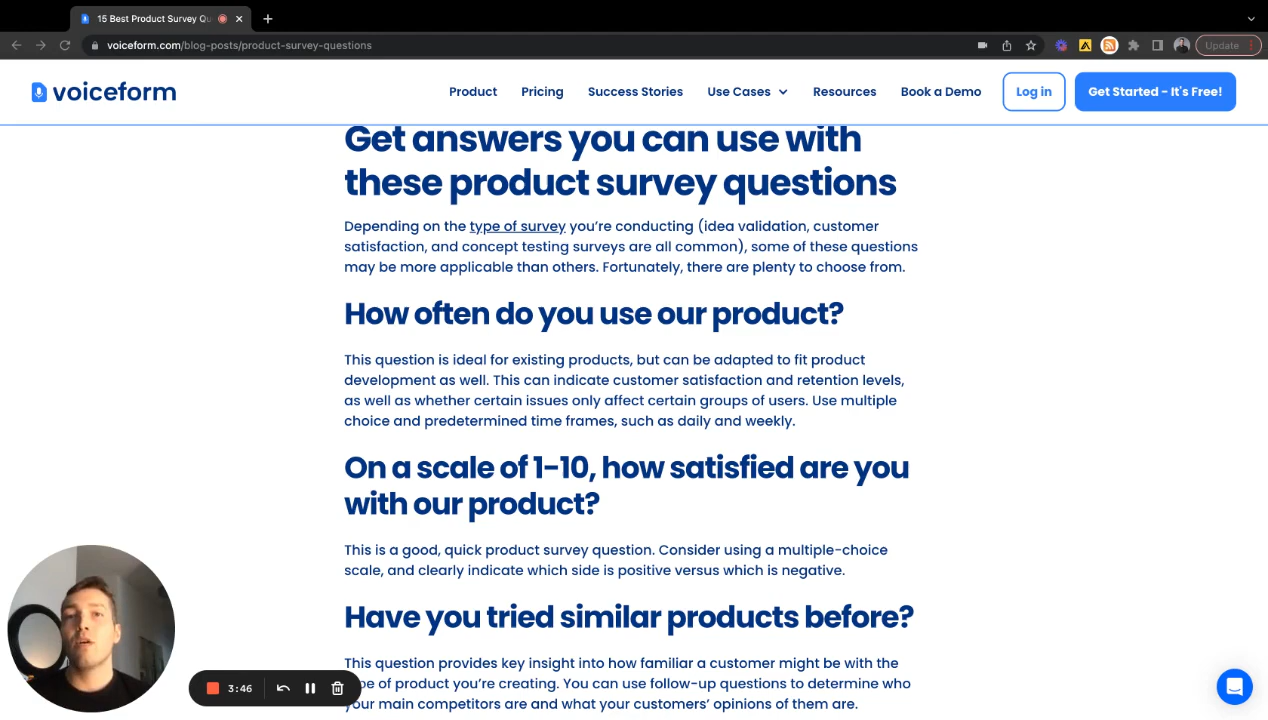 15 Best Product Survey Qu
voiceform.com/blog-posts/product-survey-questions
Update
voiceform
Product
Pricing
Success Stories
Use Cases
Resources
Book a Demo
Log in
Get Started - It's Free!
Get answers you can use with
these product survey questions
Depending on the type of survey you're conducting (idea validation, customer
satisfaction, and concept testing surveys are all common), some of these questions
may be more applicable than others. Fortunately, there are plenty to choose from.
How often do you use our product?
This question is ideal for existing products, but can be adapted to fit product
development as well. This can indicate customer satisfaction and retention levels,
as well as whether certain issues only affect certain groups of users. Use multiple
choice and predetermined time frames, such as daily and weekly.
On a scale of 1-10, how satisfied are you
with our product?
This is a good, quick product survey question. Consider using a multiple-choice
scale, and clearly indicate which side is positive versus which is negative.
Have you tried similar products before?
This question provides key insight into how familiar a customer might be with the
pe of product you're creating. You can use follow-up questions to determine who
your main competitors are and what your customers' opinions of them are.
3:46